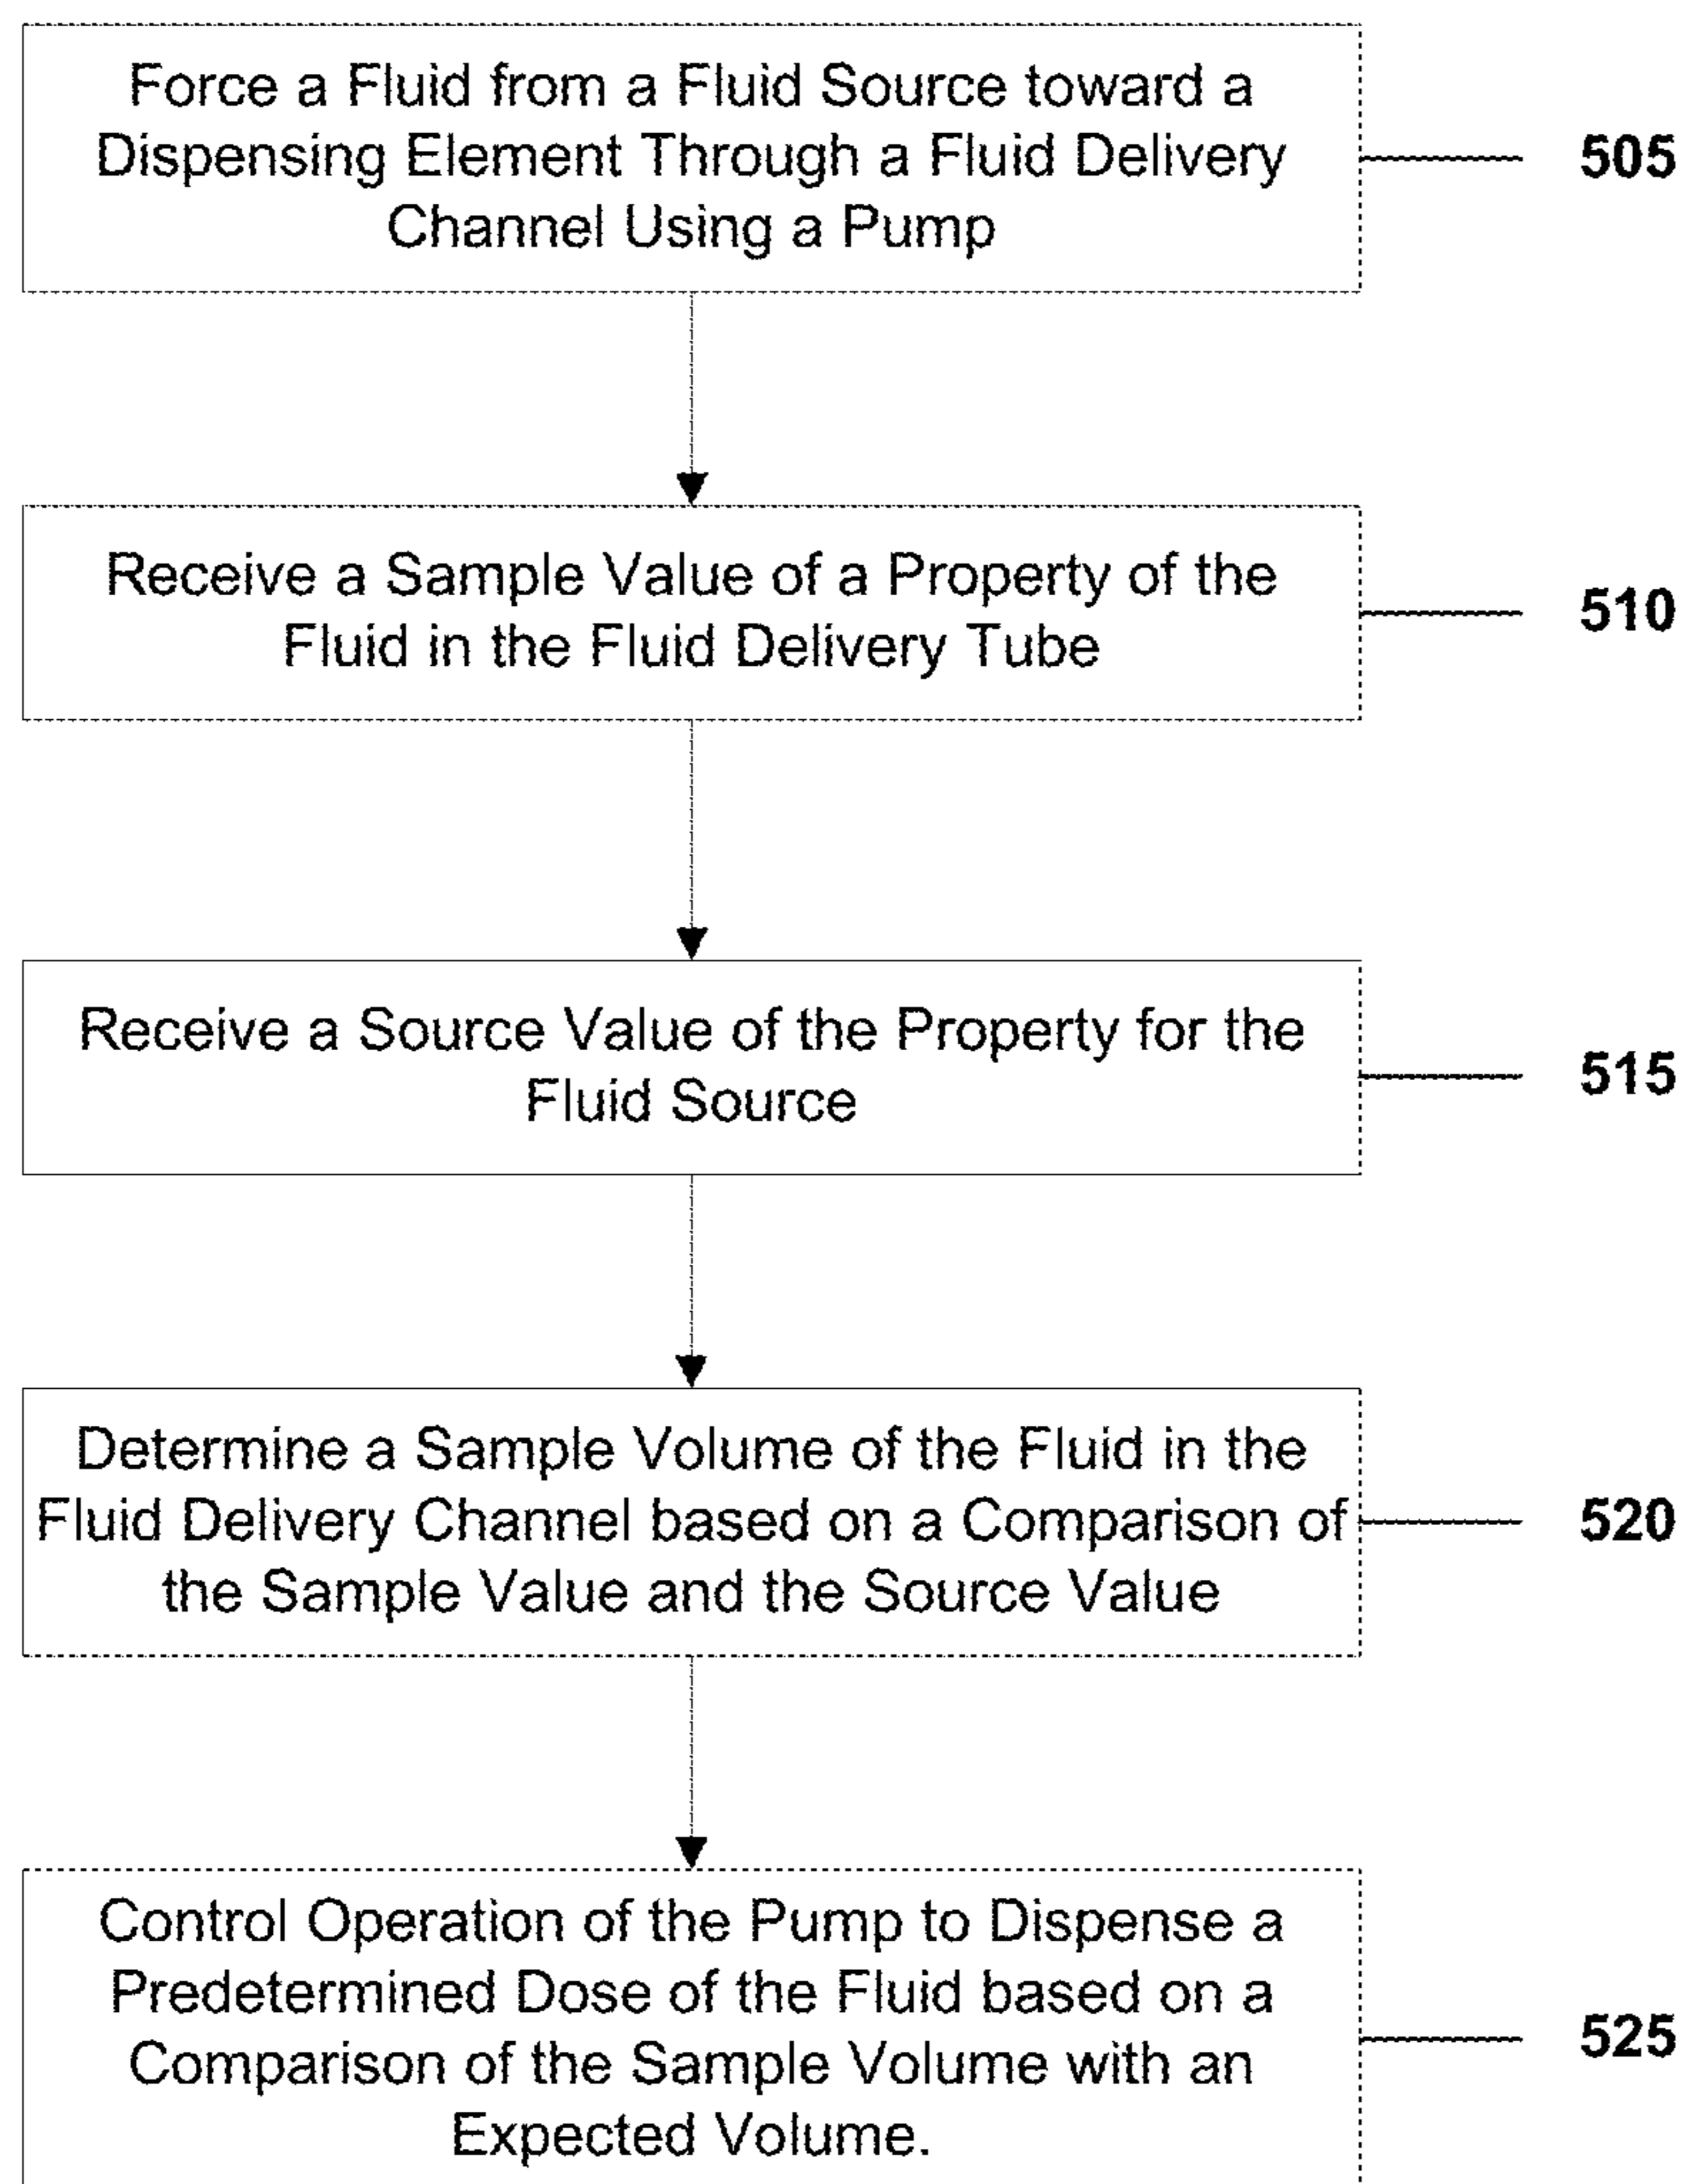 Force a Fluid from a Fluid Source toward a
Dispensing Element Through a Fluid Delivery
Channel Using a Pump
505
Receive a Sample Value of a Property of the
Fluid in the Fluid Delivery Tube
510
Receive a Source Value of the Property for the
Fluid Source
515
Determine a Sample Volume of the Fluid in the
Fluid Delivery Channel based on a Comparison of
the Sample Value and the Source Value
520
Control Operation of the Pump to Dispense a
Predetermined Dose of the Fluid based on a
Comparison of the Sample Volume with an
Expected Volume.
525